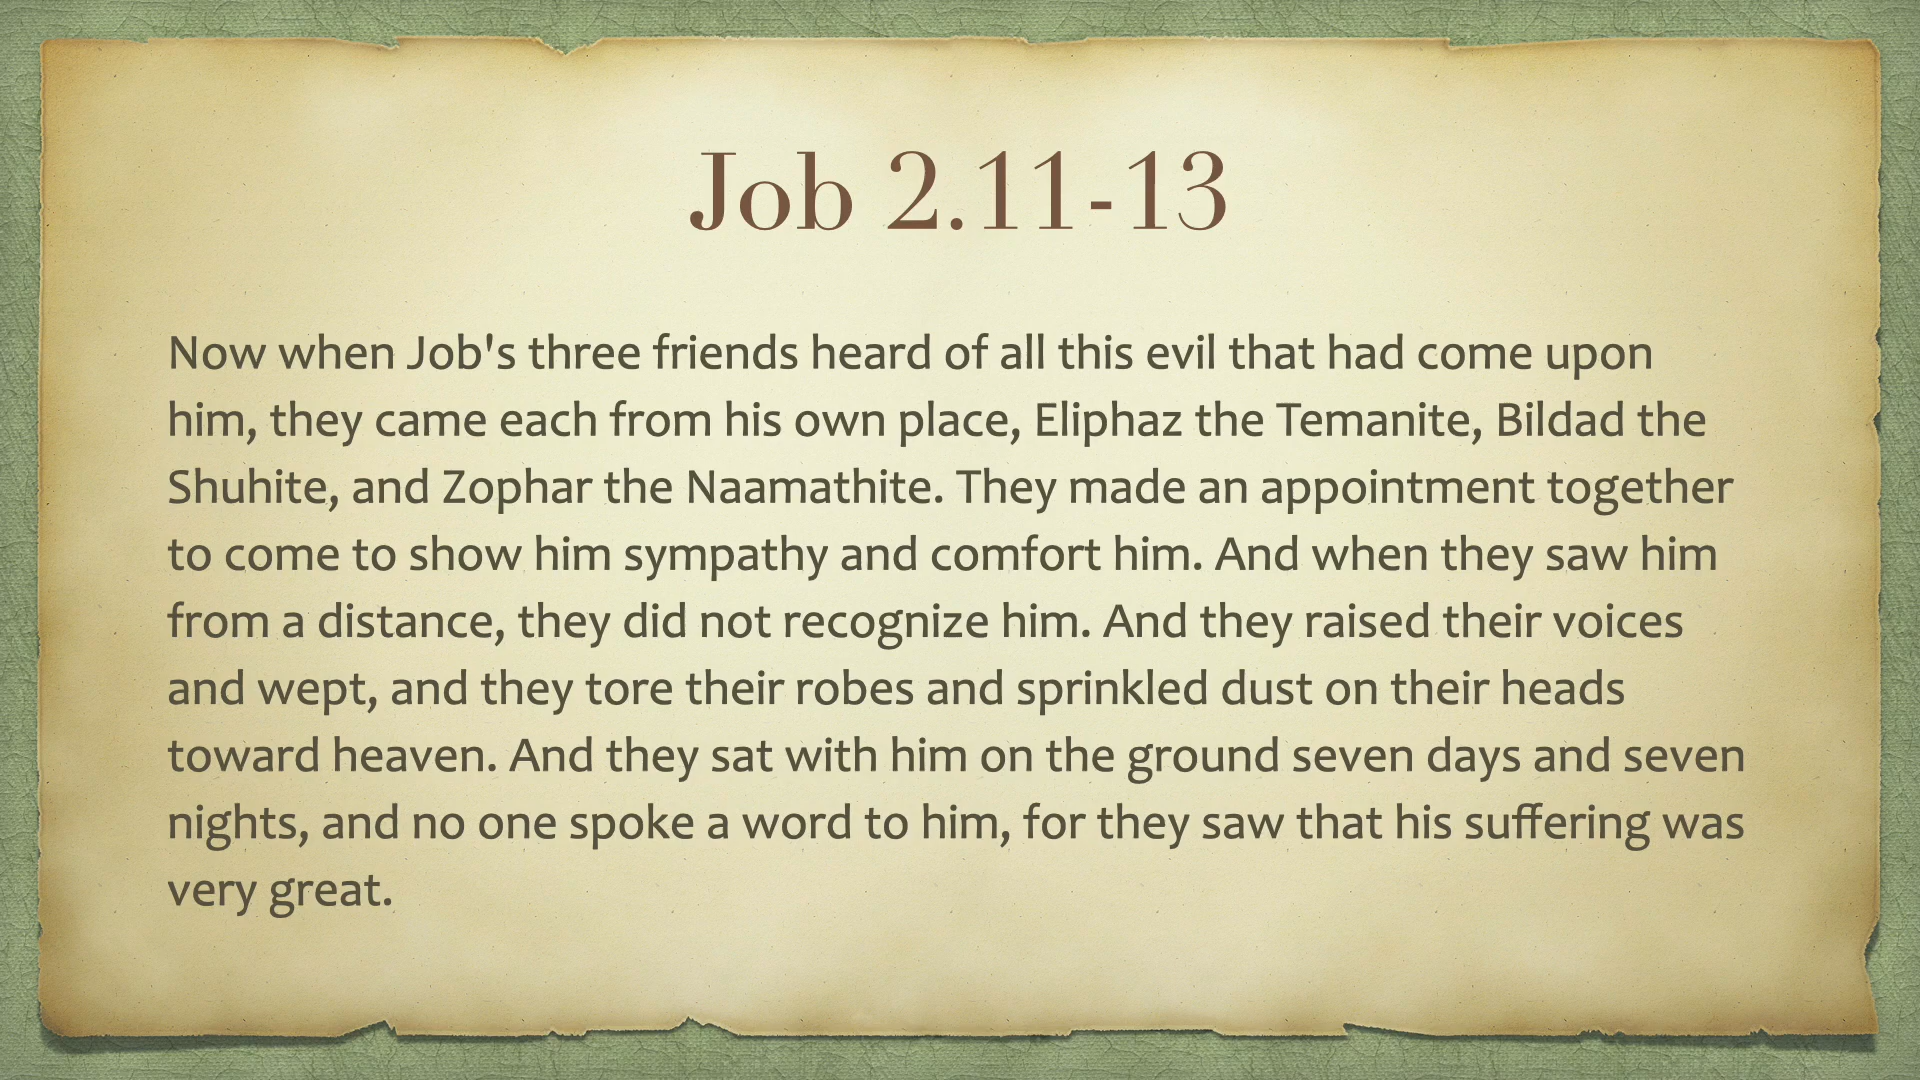 Job 2.11-13
Now when Job's three friends heard of all this evil that had come upon
him, they came each from his own place, Eliphaz the Temanite, Bildad the
Shuhite, and Zophar the Naamathite. They made an appointment together
to come to show him sympathy and comfort him. And when they saw him
from a distance, they did not recognize him. And they raised their voices
and wept, and they tore their robes and sprinkled dust on their heads
toward heaven. And they sat with him on the ground seven days and seven
nights, and no one spoke a word to him, for they saw that his suffering was
very great.